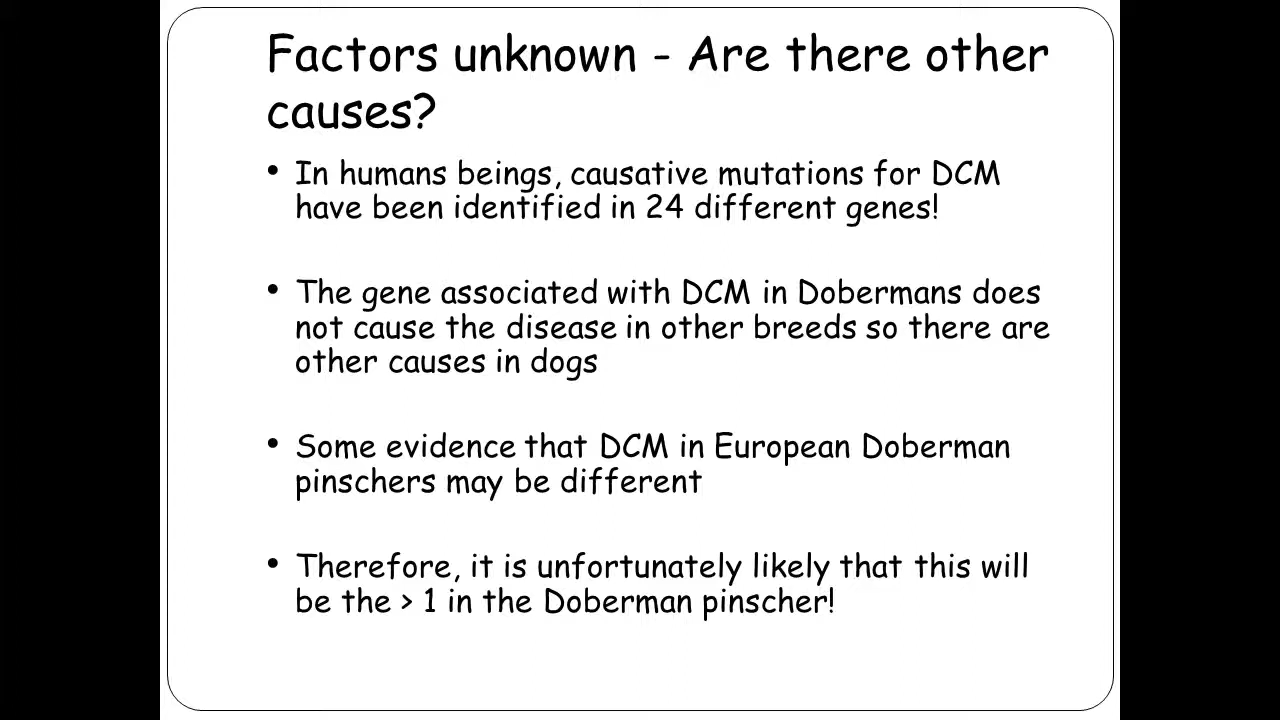 Factors unknown - Are there other
causes?
• In humans beings, causative mutations for DCM
have been identified in 24 different genes!
• The gene associated with DCM in Dobermans does
not cause the disease in other breeds so there are
other causes in dogs
• Some evidence that DCM in European Doberman
pinschers may be different
• Therefore, it is unfortunately likely that this will
be the > 1 in the Doberman pinscher!